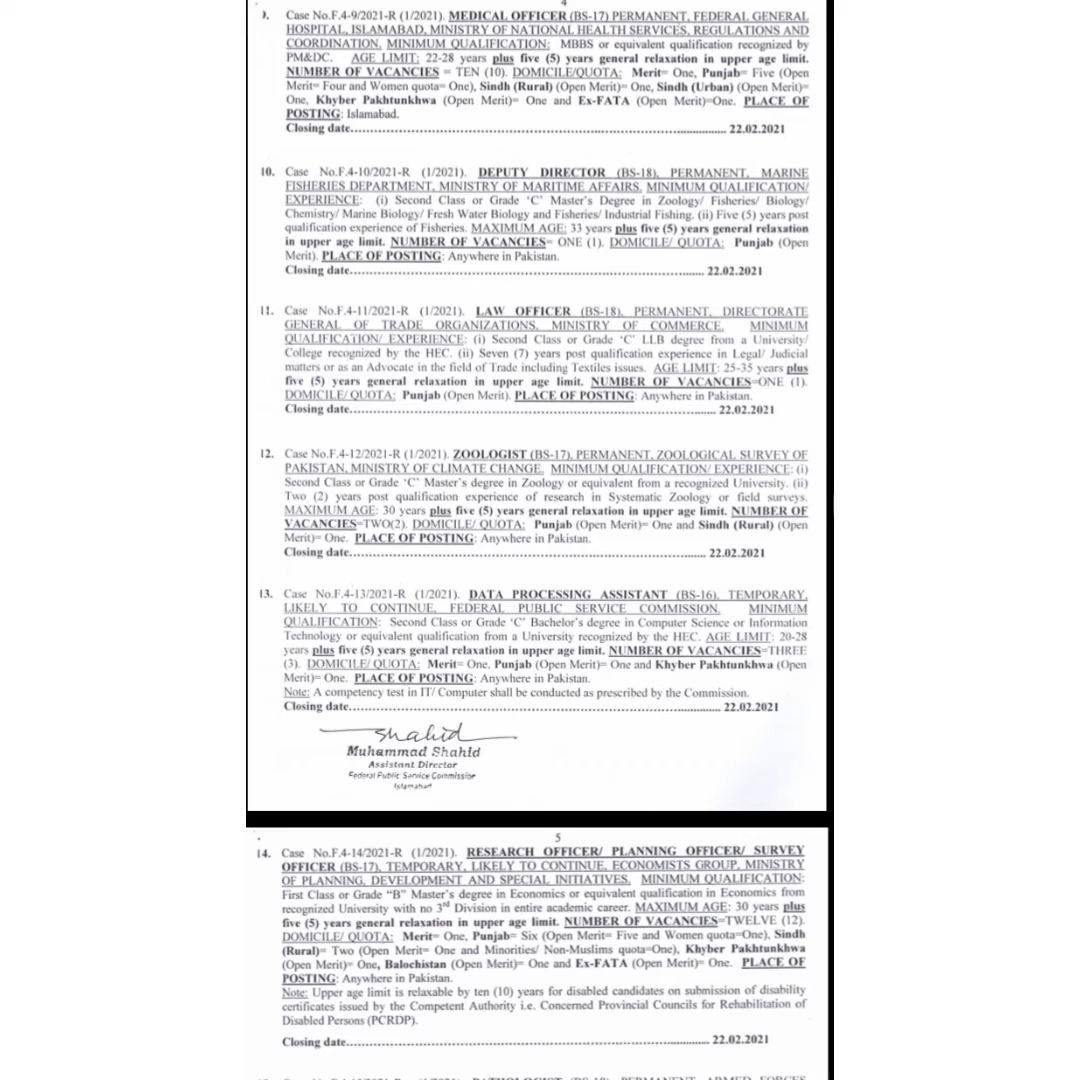 4
9. Case No.F.4-9/2021-R (1/2021). MEDICAL OFFICER (BS-17) PERMANENT, FEDERAL GENERAL
HOSPITAL, ISLAMABAD, MINISTRY OF NATIONAL HEALTH SERVICES, REGULATIONS AND
COORDINATION. MINIMUM QUALIFICATION: MBBS or equivalent qualification recognized by
PM&DC. AGE LIMIT: 22-28 years plus five (5) years general relaxation in upper age limit.
NUMBER OF VACANCIES = TEN (10). DOMICILE/QUOTA: Merit= One, Punjab= Five (Open
Merit= Four and Women quota= One), Sindh (Rural) (Open Merit)= One, Sindh (Urban) (Open Merit)=
One, Khyber Pakhtunkhwa (Open Merit)= One and Ex-FATA (Open Merit)=One. PLACE OF
POSTING: Islamabad.
Closing date........................................................................................................ 22.02.2021
10. Case No.F.4-10/2021-R (1/2021). DEPUTY DIRECTOR (BS-18), PERMANENT, MARINE
FISHERIES DEPARTMENT, MINISTRY OF MARITIME AFFAIRS. MINIMUM QUALIFICATION/
EXPERIENCE: (i) Second Class or Grade ‘C’ Master’s Degree in Zoology/ Fisheries/ Biology/
Chemistry/ Marine Biology/ Fresh Water Biology and Fisheries/ Industrial Fishing. (ii) Five (5) years post
qualification experience of Fisheries. MAXIMUM AGE: 33 years plus five (5) years general relaxation
in upper age limit. NUMBER OF VACANCIES= ONE (1). DOMICILE/ QUOTA: Punjab (Open
Merit). PLACE OF POSTING: Anywhere in Pakistan.
Closing date.................................................................................................. 22.02.2021
11. Case No.F.4-11/2021-R (1/2021). LAW OFFICER (BS-18), PERMANENT, DIRECTORATE
GENERAL OF TRADE ORGANIZATIONS, MINISTRY OF COMMERCE. MINIMUM
QUALIFICATION/ EXPERIENCE: (i) Second Class or Grade ‘C’ LLB degree from a University/
College recognized by the HEC. (ii) Seven (7) years post qualification experience in Legal/ Judicial
matters or as an Advocate in the field of Trade including Textiles issues. AGE LIMIT: 25-35 years plus
five (5) years general relaxation in upper age limit. NUMBER OF VACANCIES=ONE (1).
DOMICILE/ QUOTA: Punjab (Open Merit). PLACE OF POSTING: Anywhere in Pakistan.
Closing date..................................................................................................... 22.02.2021
12. Case No.F.4-12/2021-R (1/2021). ZOOLOGIST (BS-17), PERMANENT, ZOOLOGICAL SURVEY OF
PAKISTAN, MINISTRY OF CLIMATE CHANGE. MINIMUM QUALIFICATION/ EXPERIENCE: (i)
Second Class or Grade ‘C’ Master’s degree in Zoology or equivalent from a recognized University. (ii)
Two (2) years post qualification experience of research in Systematic Zoology or field surveys.
MAXIMUM AGE: 30 years plus five (5) years general relaxation in upper age limit. NUMBER OF
VACANCIES=TWO(2). DOMICILE/ QUOTA: Punjab (Open Merit)= One and Sindh (Rural) (Open
Merit)= One. PLACE OF POSTING: Anywhere in Pakistan.
Closing date.................................................................................................. 22.02.2021
13. Case No.F.4-13/2021-R (1/2021). DATA PROCESSING ASSISTANT (BS-16), TEMPORARY,
LIKELY TO CONTINUE, FEDERAL PUBLIC SERVICE COMMISSION. MINIMUM
QUALIFICATION: Second Class or Grade ‘C’ Bachelor’s degree in Computer Science or Information
Technology or equivalent qualification from a University recognized by the HEC. AGE LIMIT: 20-28
years plus five (5) years general relaxation in upper age limit. NUMBER OF VACANCIES=THREE
(3). DOMICILE/ QUOTA: Merit= One, Punjab (Open Merit)= One and Khyber Pakhtunkhwa (Open
Merit)= One. PLACE OF POSTING: Anywhere in Pakistan.
Note: A competency test in IT/ Computer shall be conducted as prescribed by the Commission.
Closing date...................................................................................................... 22.02.2021
Shahid
Muhammad Shahid
Assistant Director
Federal Public Service Commission
Islamabad
5
14. Case No.F.4-14/2021-R (1/2021). RESEARCH OFFICER/ PLANNING OFFICER/ SURVEY
OFFICER (BS-17), TEMPORARY, LIKELY TO CONTINUE, ECONOMISTS GROUP, MINISTRY
OF PLANNING, DEVELOPMENT AND SPECIAL INITIATIVES. MINIMUM QUALIFICATION:
First Class or Grade “B” Master’s degree in Economics or equivalent qualification in Economics from
recognized University with no 3rd Division in entire academic career. MAXIMUM AGE: 30 years plus
five (5) years general relaxation in upper age limit. NUMBER OF VACANCIES=TWELVE (12).
DOMICILE/ QUOTA: Merit= One, Punjab= Six (Open Merit= Five and Women quota=One), Sindh
(Rural)= Two (Open Merit= One and Minorities/ Non-Muslims quota=One), Khyber Pakhtunkhwa
(Open Merit)= One, Balochistan (Open Merit)= One and Ex-FATA (Open Merit)= One. PLACE OF
POSTING: Anywhere in Pakistan.
Note: Upper age limit is relaxable by ten (10) years for disabled candidates on submission of disability
certificates issued by the Competent Authority i.e. Concerned Provincial Councils for Rehabilitation of
Disabled Persons (PCRDP).
Closing date.................................................................................................... 22.02.2021